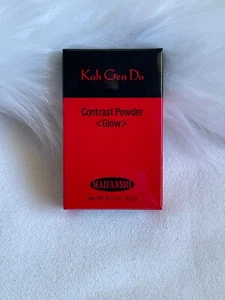 Koh Gen Do
Contrast Powder
<Glow>
MAIFANSHI